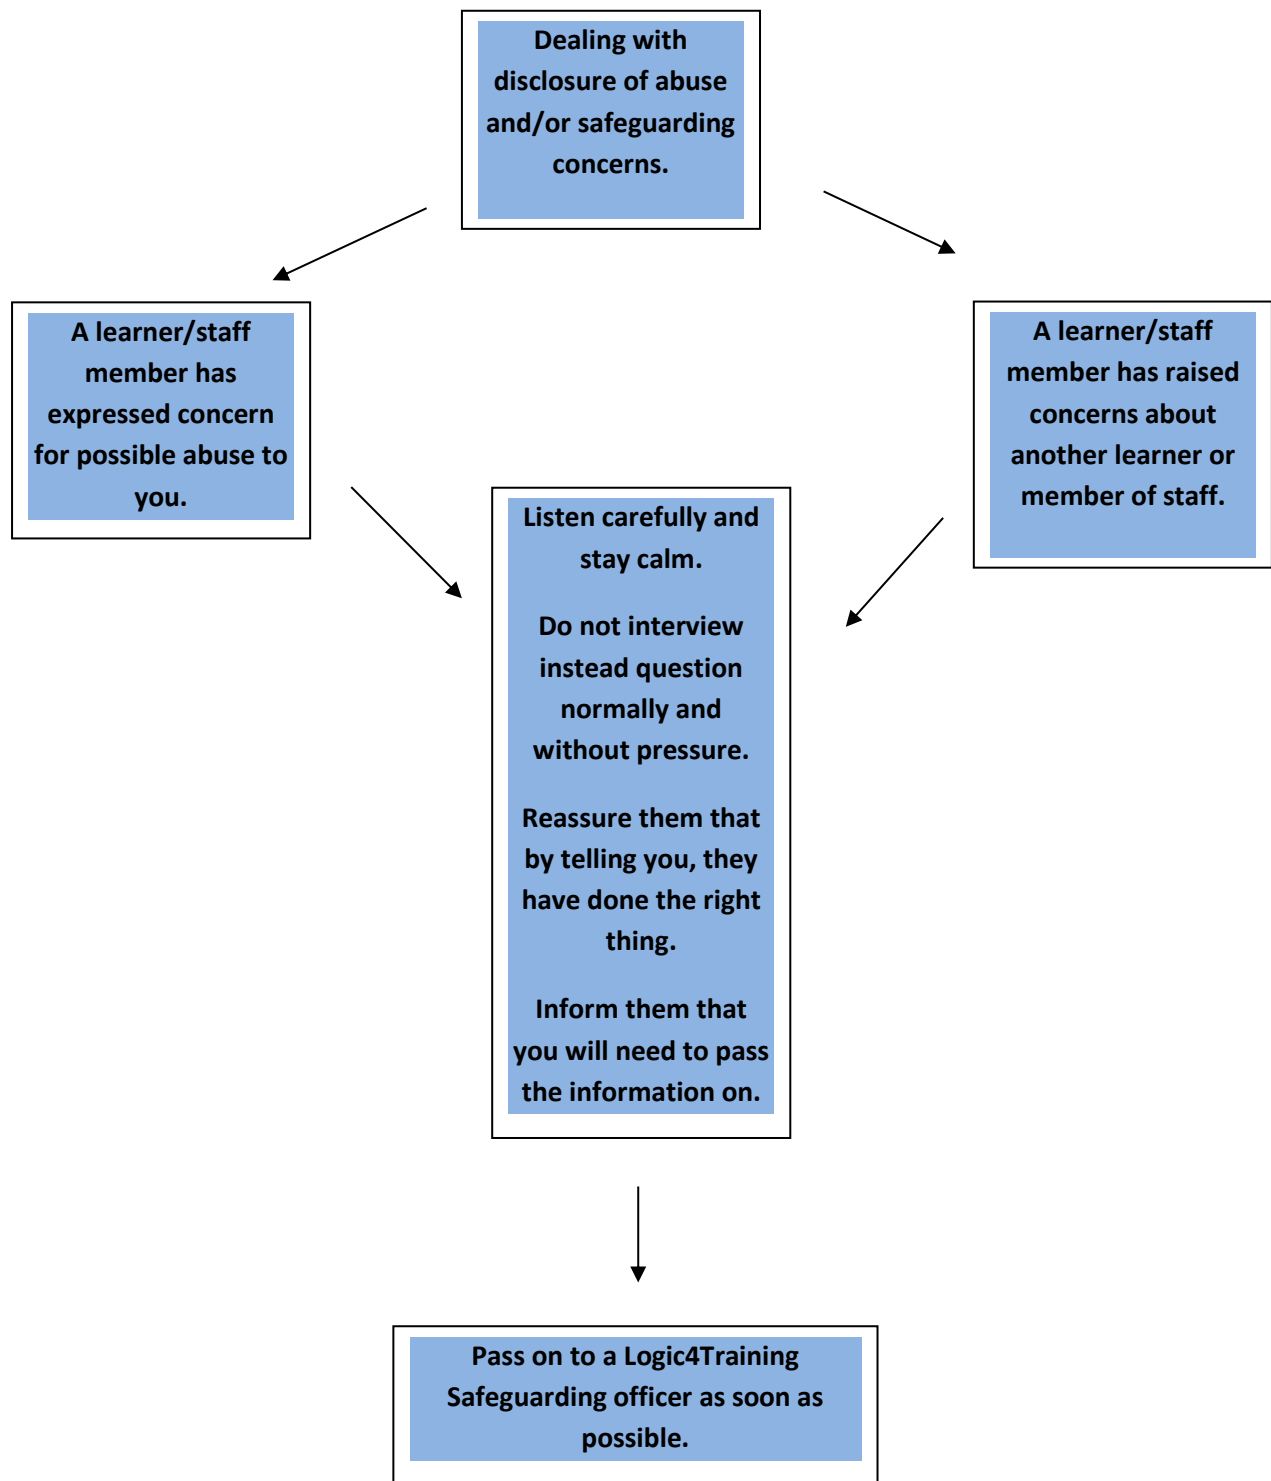 Dealing with
disclosure of abuse
and/or safeguarding
concerns.
A learner/staff
member has
expressed concern
for possible abuse to
you.
A learner/staff
member has raised
concerns about
another learner or
member of staff.
Listen carefully and
stay calm.
Do not interview
instead question
normally and
without pressure.
Reassure them that
by telling you, they
have done the right
thing.
Inform them that
you will need to pass
the information on.
Pass on to a Logic4Training
Safeguarding officer as soon as
possible.